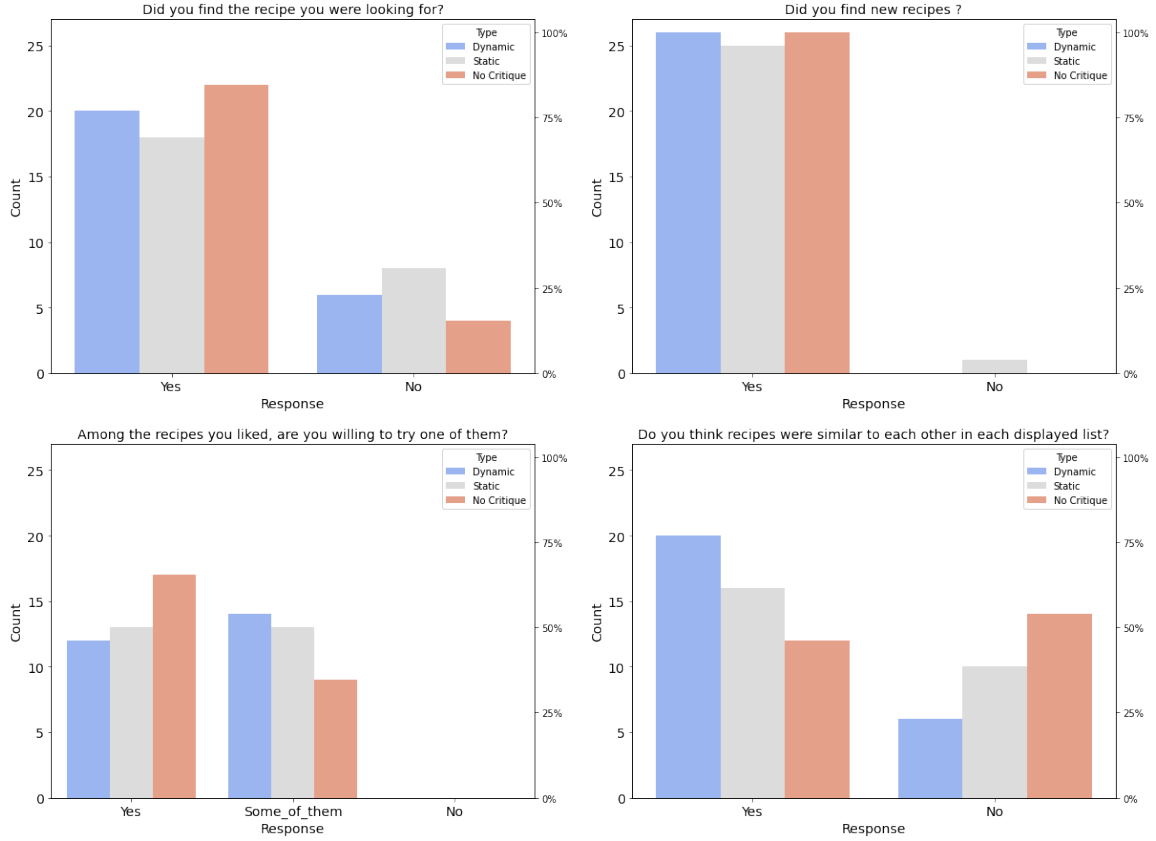 Did you find the recipe you were looking for?
25
20
15
10
5
0
Count
100%
75%
50%
25%
0%
Type
Dynamic
Static
No Critique
Yes
No
Response
Did you find new recipes ?
25
20
15
10
5
0
Count
100%
75%
50%
25%
0%
Type
Dynamic
Static
No Critique
Yes
No
Response
Among the recipes you liked, are you willing to try one of them?
25
20
15
10
5
0
Count
100%
75%
50%
25%
0%
Type
Dynamic
Static
No Critique
Yes
Some_of_them
No
Response
Do you think recipes were similar to each other in each displayed list?
25
20
15
10
5
0
Count
100%
75%
50%
25%
0%
Type
Dynamic
Static
No Critique
Yes
No
Response